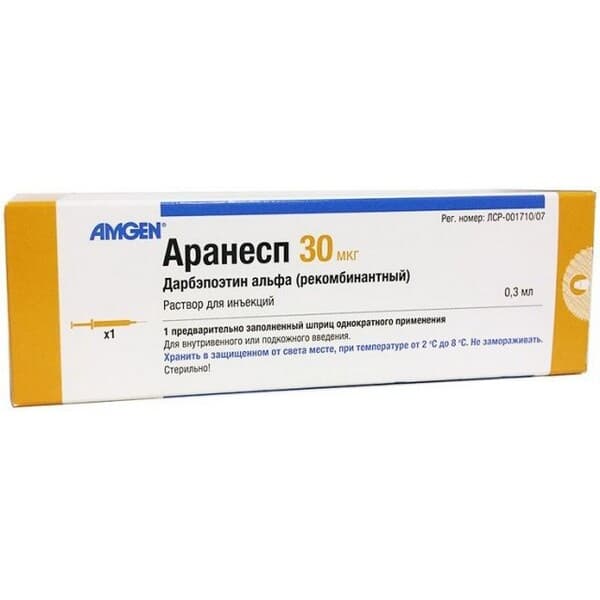 Рег. номер: ЛСР-001710/07
AMGEN®
Аранесп 30 мкг
Дарбэпоэтин альфа (рекомбинантный)
Раствор для инъекций
0,3 мл
x1
1 предварительно заполненный шприц однократного применения
Для внутривенного или подкожного введения.
Хранить в защищенном от света месте, при температуре от 2 °С до 8 °С. Не замораживать.
Стерильно!